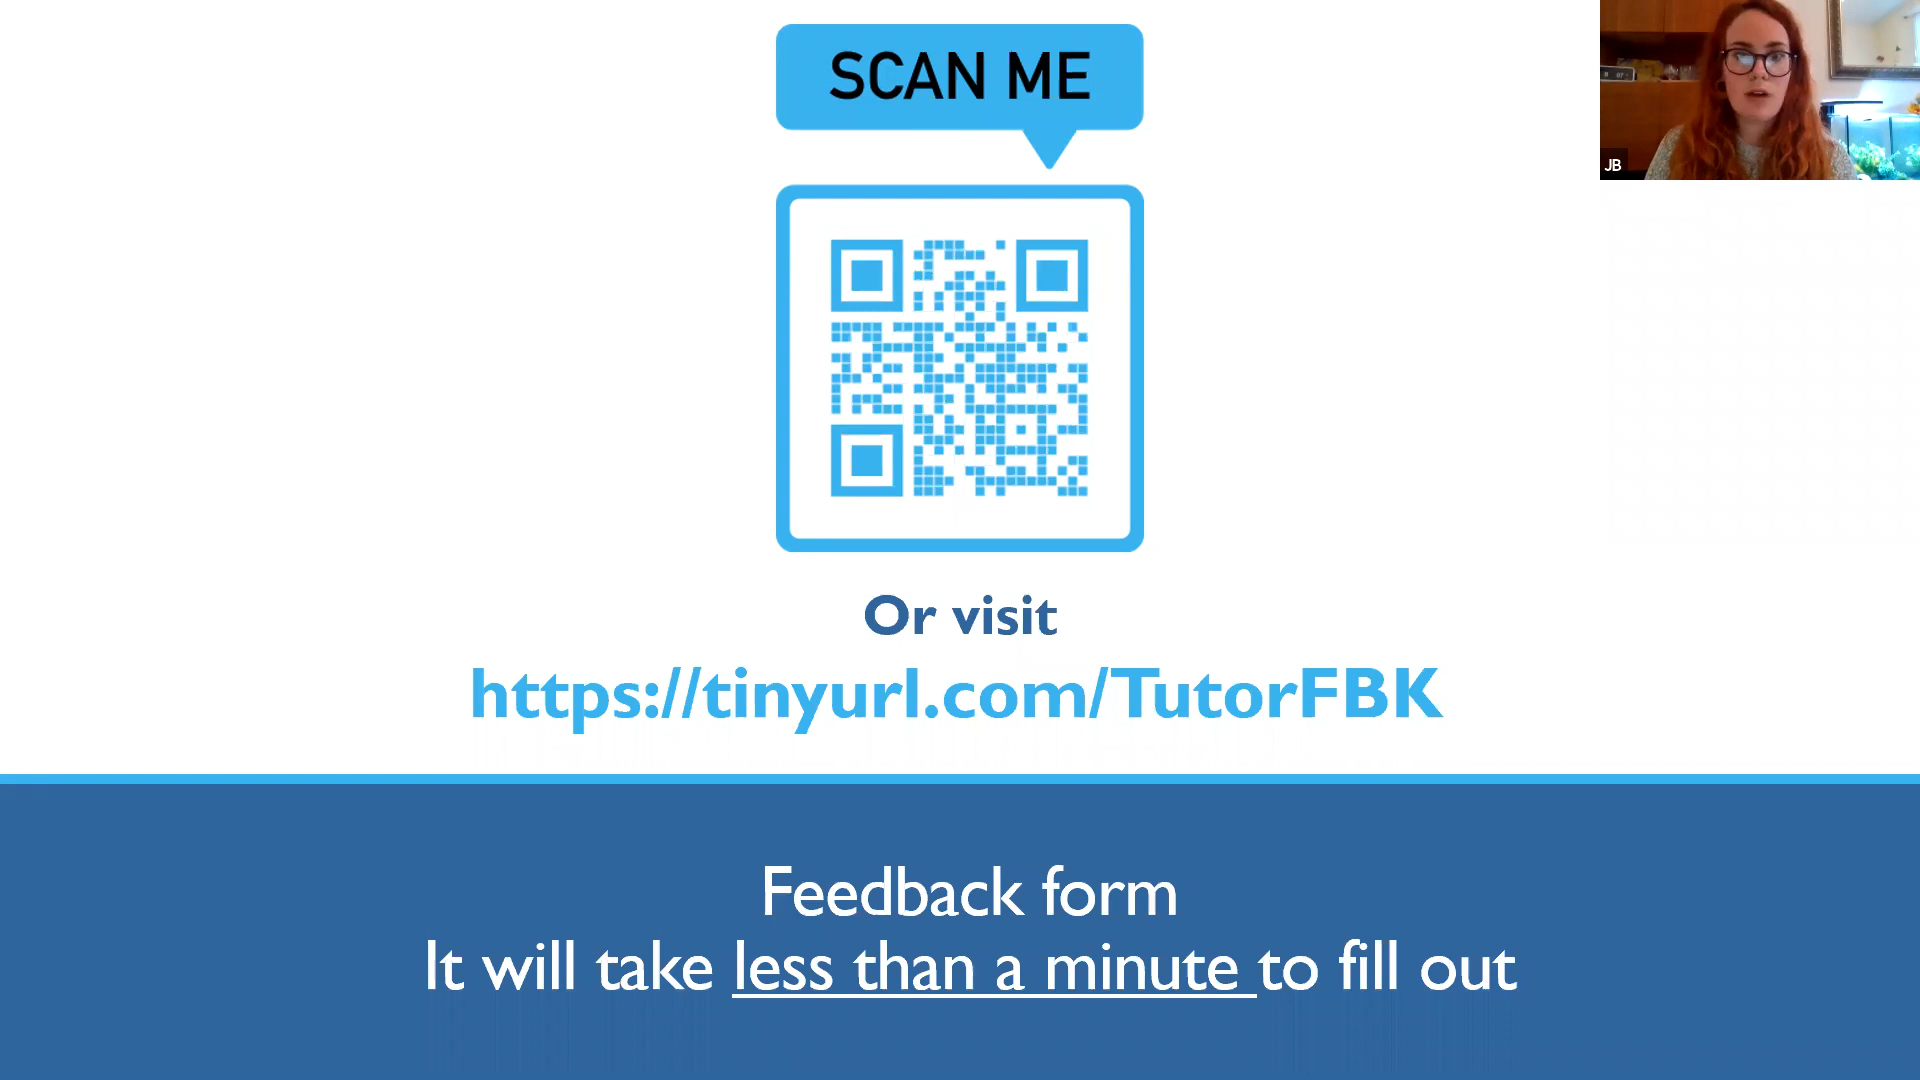 SCAN ME
JB
Or visit
https://tinyurl.com/TutorFBK
Feedback form
It will take less than a minute to fill out